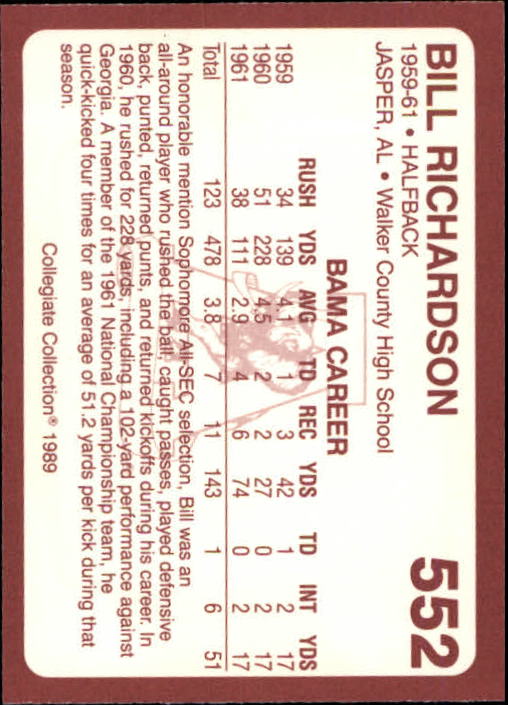 BILL RICHARDSON 552
1959-61 • HALFBACK
JASPER, AL • Walker County High School
BAMA CAREER
RUSH YDS AVG TD REC YDS TD INT YDS
1959 34 139 4.1 1 3 42 1 2 17
1960 51 228 4.5 2 2 27 0 2 17
1961 38 111 2.9 4 6 74 0 2 17
Total 123 478 3.8 7 11 143 1 6 51
An honorable mention Sophomore All-SEC selection, Bill was an
all-around player who rushed the ball, caught passes, played defensive
back, punted, returned punts, and returned kickoffs during his career. In
1960, he rushed for 228 yards, including a 102-yard performance against
Georgia. A member of the 1961 National Championship team, he
quick-kicked four times for an average of 51.2 yards per kick during that
season.
Collegiate Collection® 1989